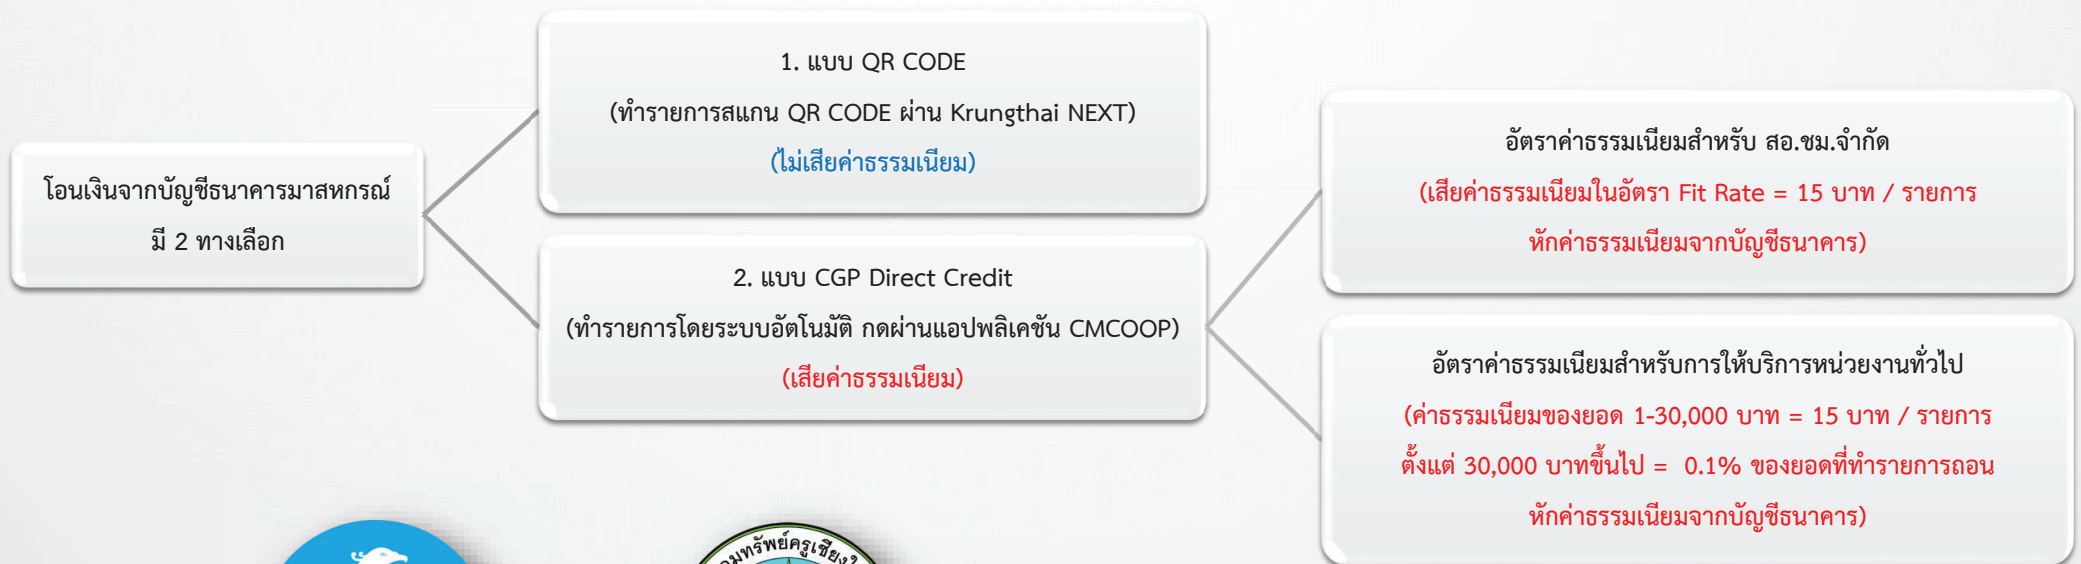 โอนเงินจากบัญชีธนาคารมาสหกรณ์
มี 2 ทางเลือก
1. แบบ QR CODE
(ทำรายการสแกน QR CODE ผ่าน Krungthai NEXT)
(ไม่เสียค่าธรรมเนียม)
2. แบบ CGP Direct Credit
(ทำรายการโดยระบบอัตโนมัติ กดผ่านแอปพลิเคชัน CMCOOP)
(เสียค่าธรรมเนียม)
อัตราค่าธรรมเนียมสำหรับ สอ.ชม.จำกัด
(เสียค่าธรรมเนียมในอัตรา Fit Rate = 15 บาท / รายการ
หักค่าธรรมเนียมจากบัญชีธนาคาร)
อัตราค่าธรรมเนียมสำหรับการให้บริการหน่วยงานทั่วไป
(ค่าธรรมเนียมของยอด 1-30,000 บาท = 15 บาท / รายการ
ตั้งแต่ 30,000 บาทขึ้นไป = 0.1% ของยอดที่ทำรายการถอน
หักค่าธรรมเนียมจากบัญชีธนาคาร)